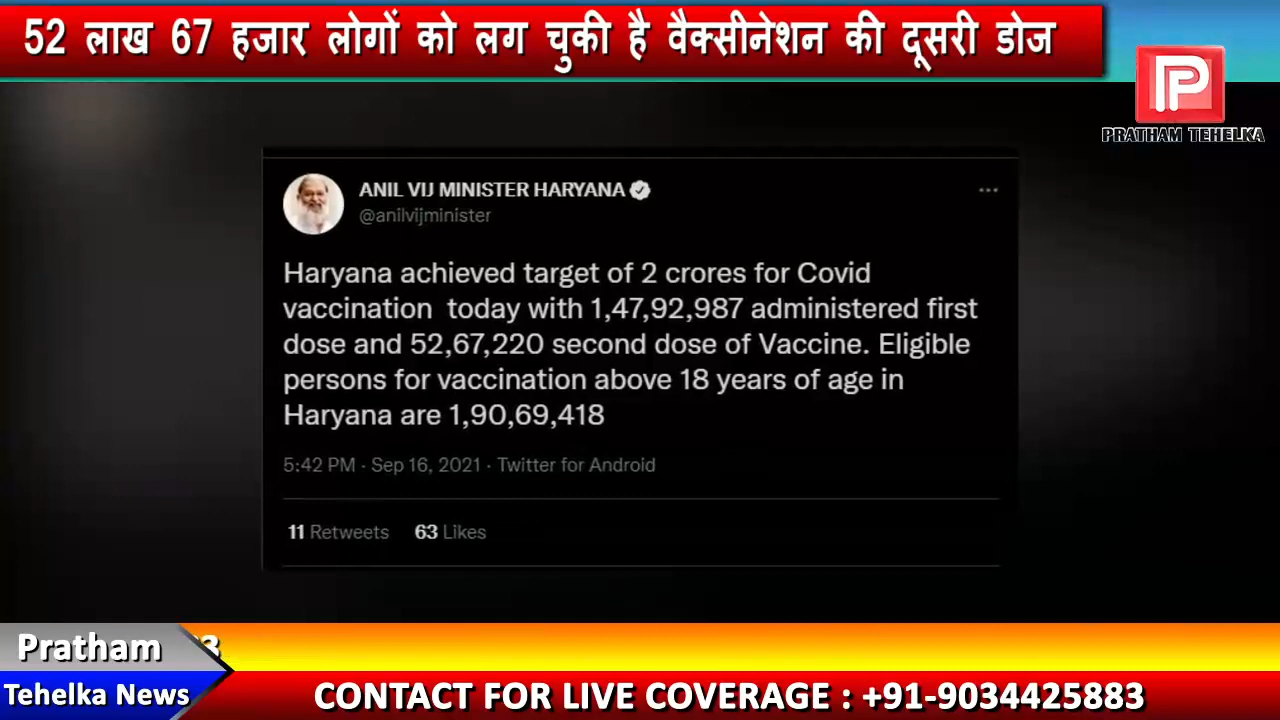 52 लाख 67 हजार लोगों को लग चुकी है वैक्सीनेशन की दूसरी डोज
PRATHAM TEHELKA
ANIL VIJ MINISTER HARYANA
@anilvijminister
Haryana achieved target of 2 crores for Covid
vaccination today with 1,47,92,987 administered first
dose and 52,67,220 second dose of Vaccine. Eligible
persons for vaccination above 18 years of age in
Haryana are 1,90,69,418
5:42 PM · Sep 16, 2021 · Twitter for Android
11 Retweets 63 Likes
Pratham 3
Tehelka News
CONTACT FOR LIVE COVERAGE : +91-9034425883